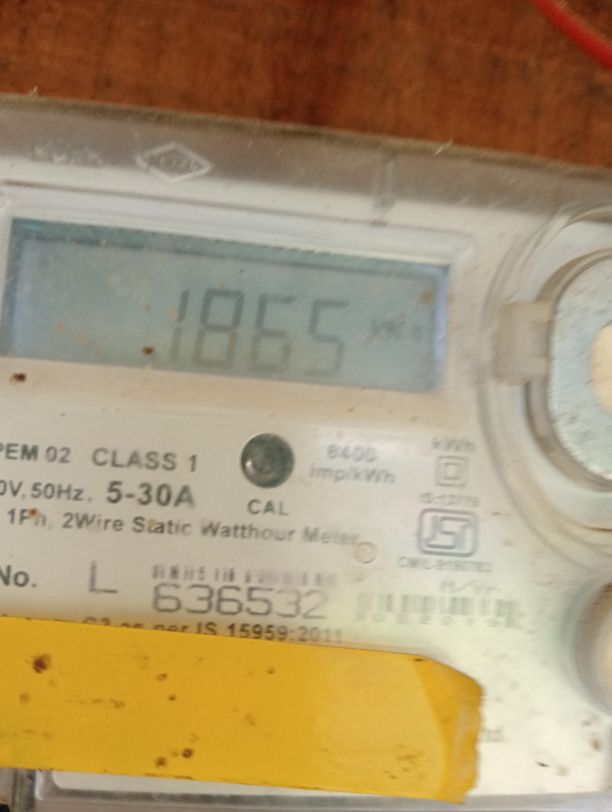 1865 kWh
PEM 02 CLASS 1
0V, 50Hz, 5-30A
CAL
6400
imp/kWh
kWh
1Ph, 2Wire Static Watthour Meter
No. L 636532
as per IS 15959:2011